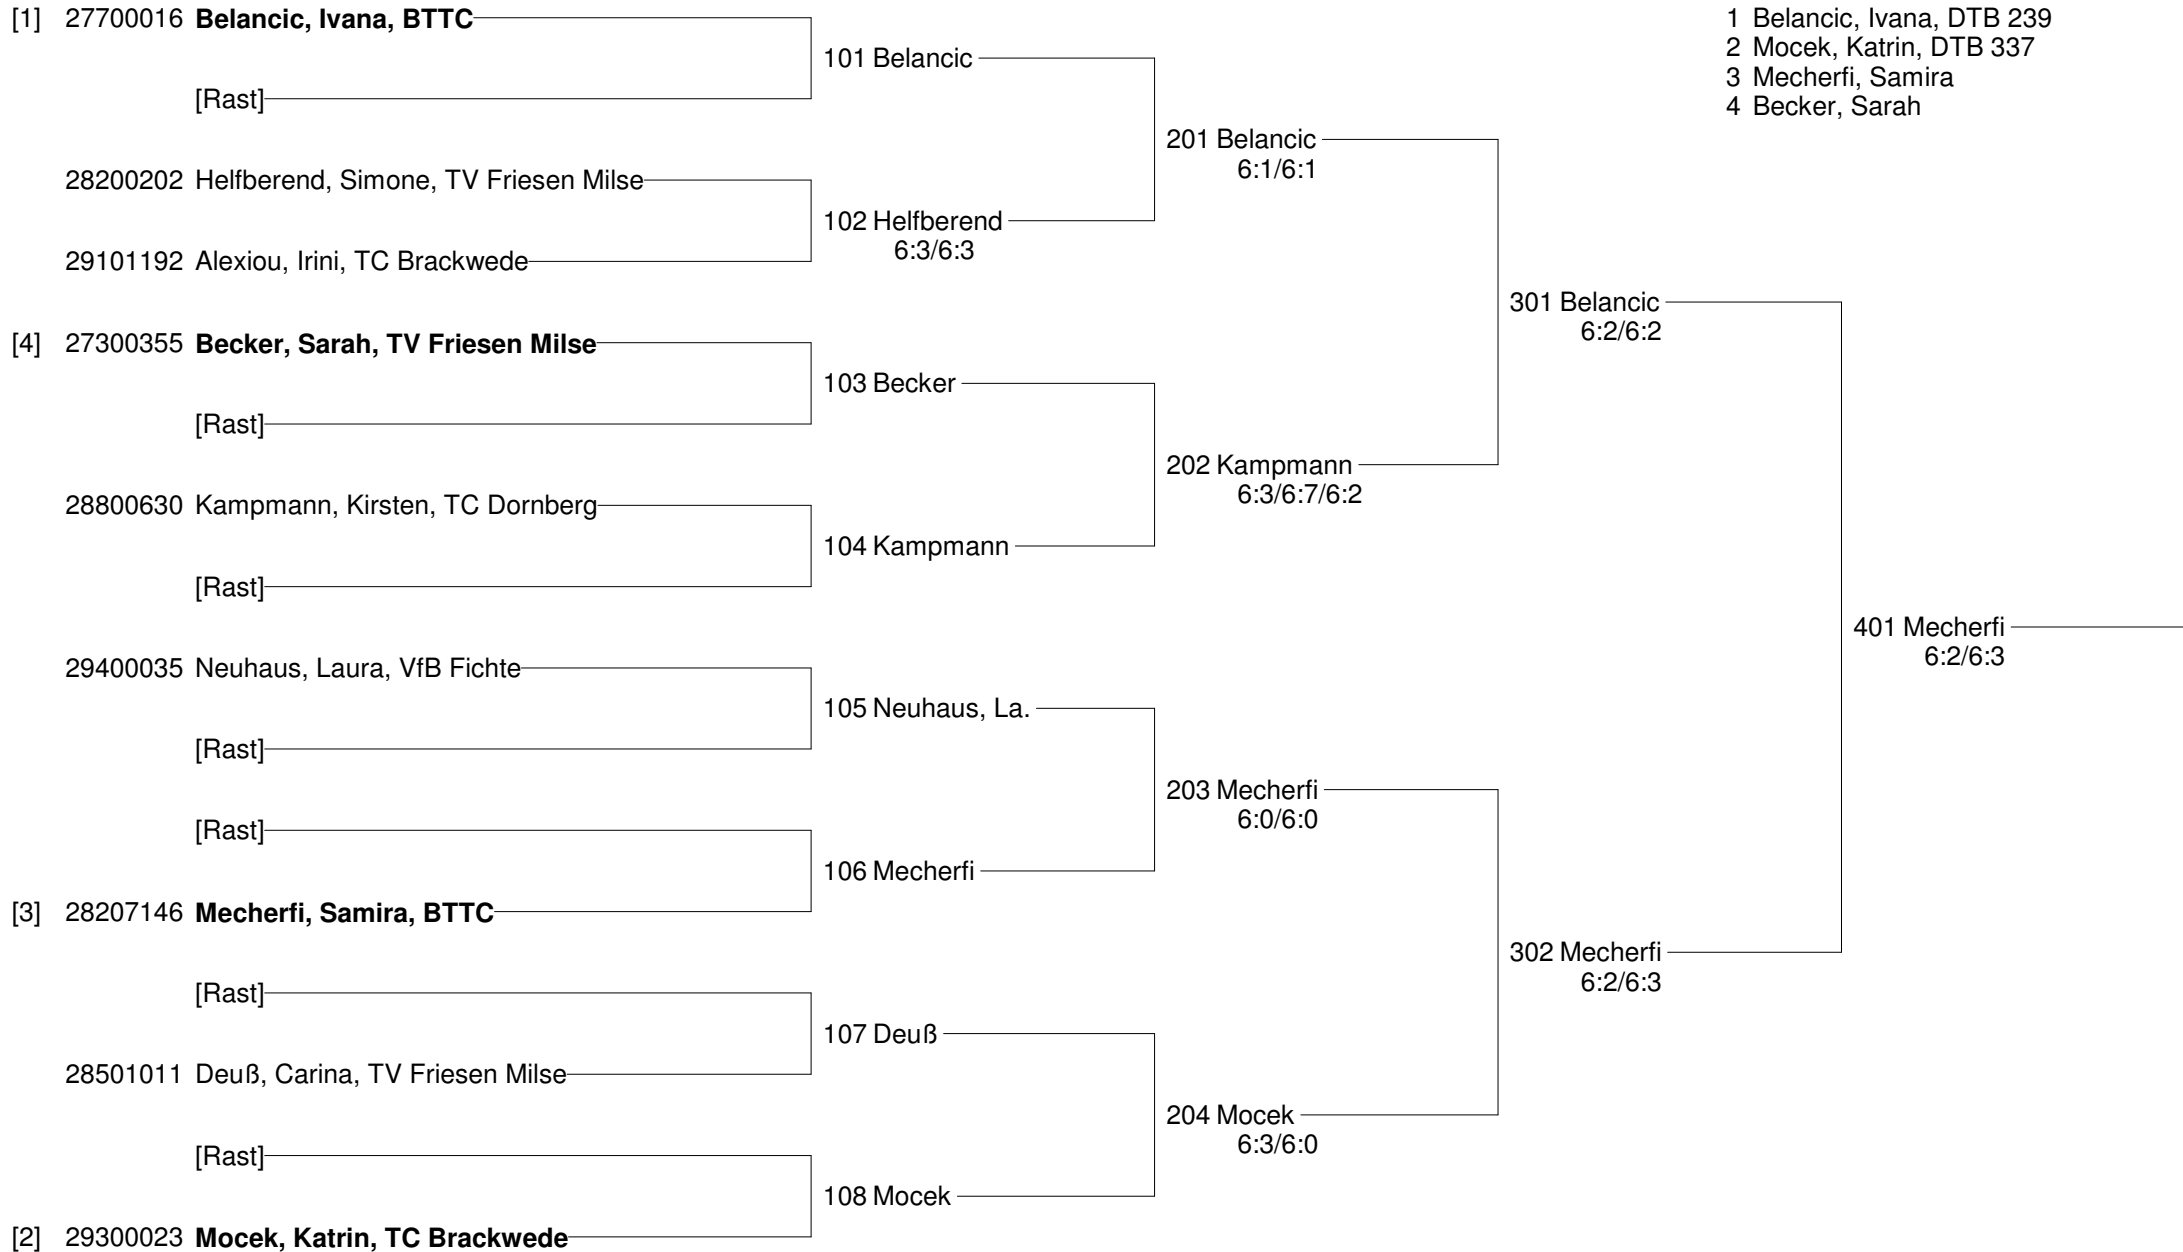 [1] 27700016 Belancic, Ivana, BTTC
[Rast]
28200202 Helfberend, Simone, TV Friesen Milse
29101192 Alexiou, Irini, TC Brackwede
[4] 27300355 Becker, Sarah, TV Friesen Milse
[Rast]
28800630 Kampmann, Kirsten, TC Dornberg
[Rast]
29400035 Neuhaus, Laura, VfB Fichte
[Rast]
[Rast]
[3] 28207146 Mecherfi, Samira, BTTC
[Rast]
28501011 Deuß, Carina, TV Friesen Milse
[Rast]
[2] 29300023 Mocek, Katrin, TC Brackwede
101 Belancic
102 Helfberend
6:3/6:3
103 Becker
104 Kampmann
105 Neuhaus, La.
106 Mecherfi
107 Deuß
108 Mocek
201 Belancic
6:1/6:1
202 Kampmann
6:3/6:7/6:2
203 Mecherfi
6:0/6:0
204 Mocek
6:3/6:0
301 Belancic
6:2/6:2
302 Mecherfi
6:2/6:3
401 Mecherfi
6:2/6:3
1 Belancic, Ivana, DTB 239
2 Mocek, Katrin, DTB 337
3 Mecherfi, Samira
4 Becker, Sarah